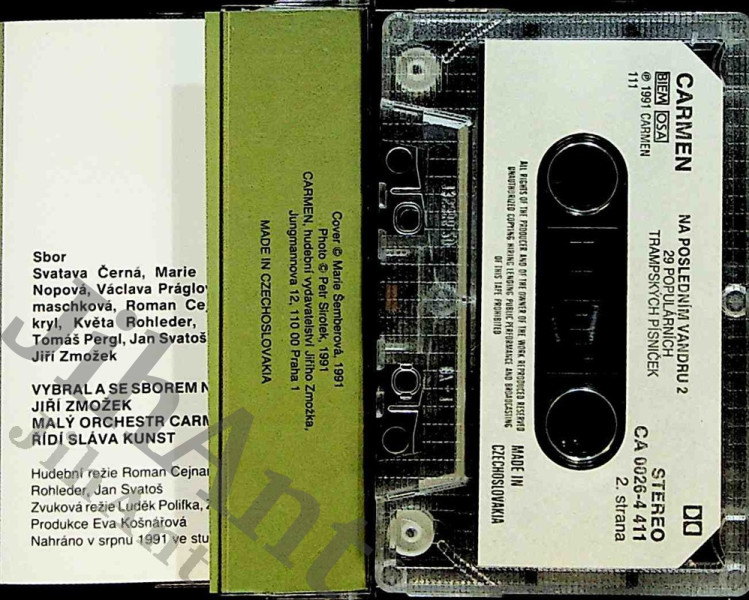 Sbor
Svatava Černá, Marie
Nopová, Václava
maschková, Roman
kryl, Květa Rohleder,
Tomáš Pergl, Jan Svatoš
Jiří Zmožek
VYBRAL A SE SBOREM
JIŘÍ ZMOŽEK
MALÝ ORCHESTR
ŘÍDÍ SLÁVA KUNST
Hudební režie Roman
Rohleder, Jan Svatoš
Zvuková režie Luděk Polifka,
Produkce Eva Košnářová
Nahráno v srpnu 1991 ve
Cover © Marie Šemberová, 1991
Photo © Petr Sirotek, 1991
CARMEN, hudební vydavatelství Jiřího Zmožka,
Jungmannova 12, 110 00 Praha 1
MADE IN CZECHOSLOVAKIA
CARMEN
BIEM OSA
℗ 1991 CARMEN
111
NA POSLEDNÍM VANDRU 2
29 POPULÁRNÍCH
TRAMPSKÝCH PÍSNIČEK
STEREO
CA 0026-4 411
2. strana
ALL RIGHTS OF THE PRODUCER AND OF THE OWNER OF THE WORK REPRODUCED RESERVED
UNAUTHORIZED COPYING HIRING LENDING PUBLIC PERFORMANCE AND BROADCASTING
OF THIS TAPE PROHIBITED
MADE IN
CZECHOSLOVAKIA
JihAnt
JihAnt